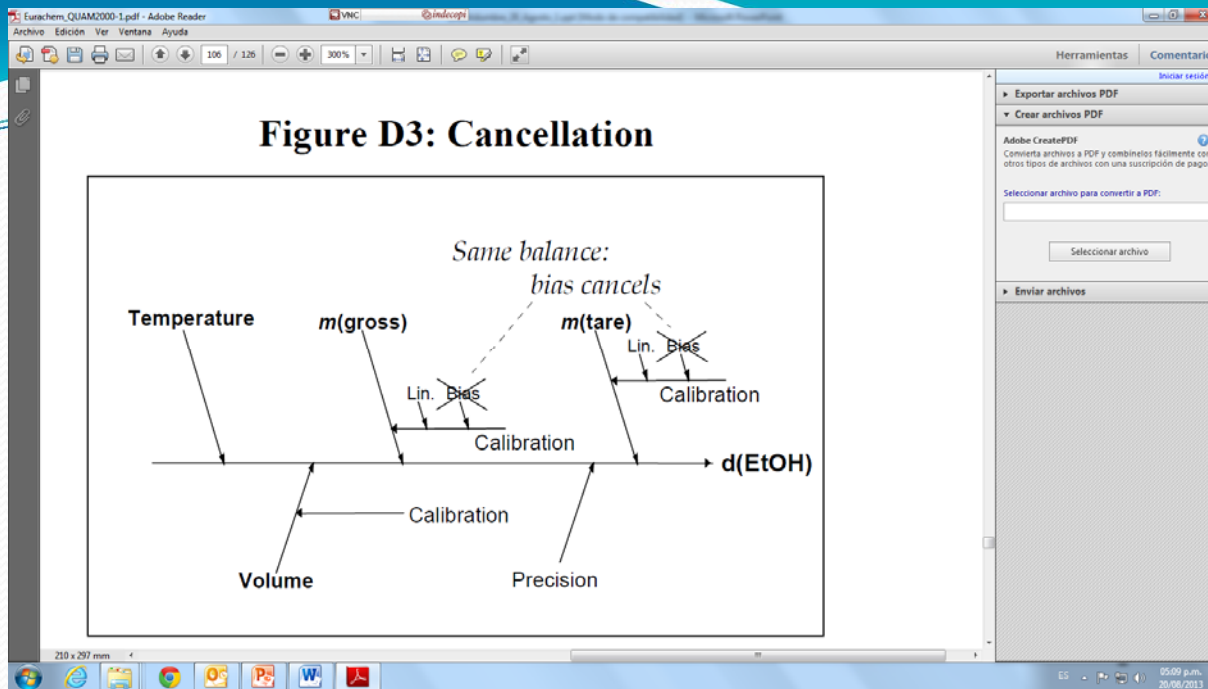 Eurachem_QUAM2000-1.pdf - Adobe Reader
VNC
indecopi
Archivo Edición Ver Ventana Ayuda
106 / 126 300%
Herramientas Comentario
Iniciar sesión
Exportar archivos PDF
Crear archivos PDF
Adobe CreatePDF
Convierta archivos a PDF y combínelos fácilmente con
otros tipos de archivos con una suscripción de pago.
Seleccionar archivo para convertir a PDF:
Seleccionar archivo
Enviar archivos
Figure D3: Cancellation
Same balance:
bias cancels
Temperature
m(gross)
m(tare)
Lin. Bias
Calibration
Lin. Bias
Calibration
d(EtOH)
Calibration
Volume
Precision
210 x 297 mm
ES
05:09 p.m.
20/08/2013